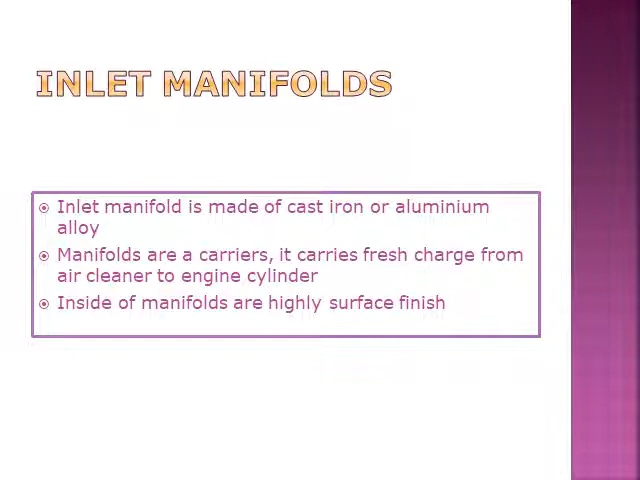 INLET MANIFOLDS
Inlet manifold is made of cast iron or aluminium
alloy
Manifolds are a carriers, it carries fresh charge from
air cleaner to engine cylinder
Inside of manifolds are highly surface finish